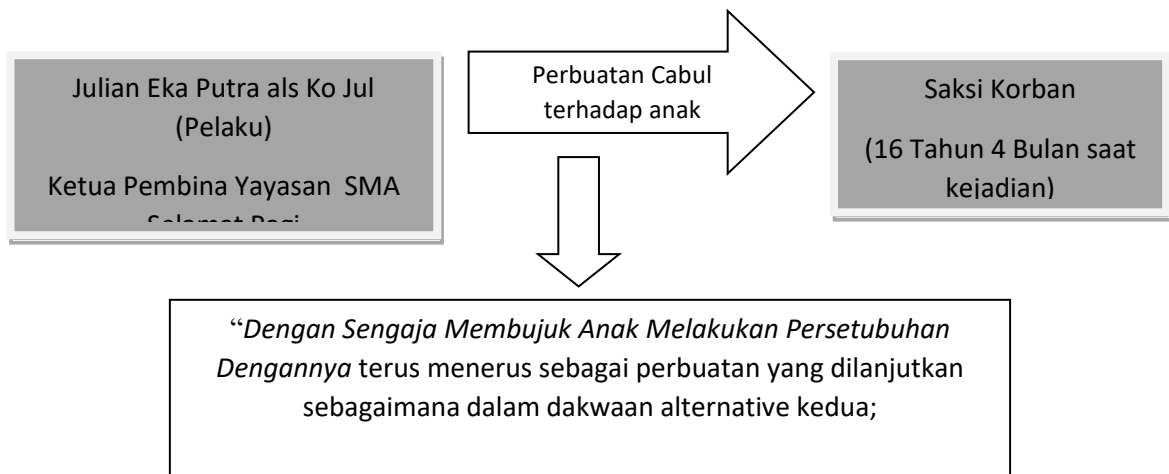 Julian Eka Putra als Ko Jul
(Pelaku)
Ketua Pembina Yayasan SMA
Selamat Pagi
Perbuatan Cabul
terhadap anak
Saksi Korban
(16 Tahun 4 Bulan saat
kejadian)
“Dengan Sengaja Membujuk Anak Melakukan Persetubuhan
Dengannya terus menerus sebagai perbuatan yang dilanjutkan
sebagaimana dalam dakwaan alternative kedua;